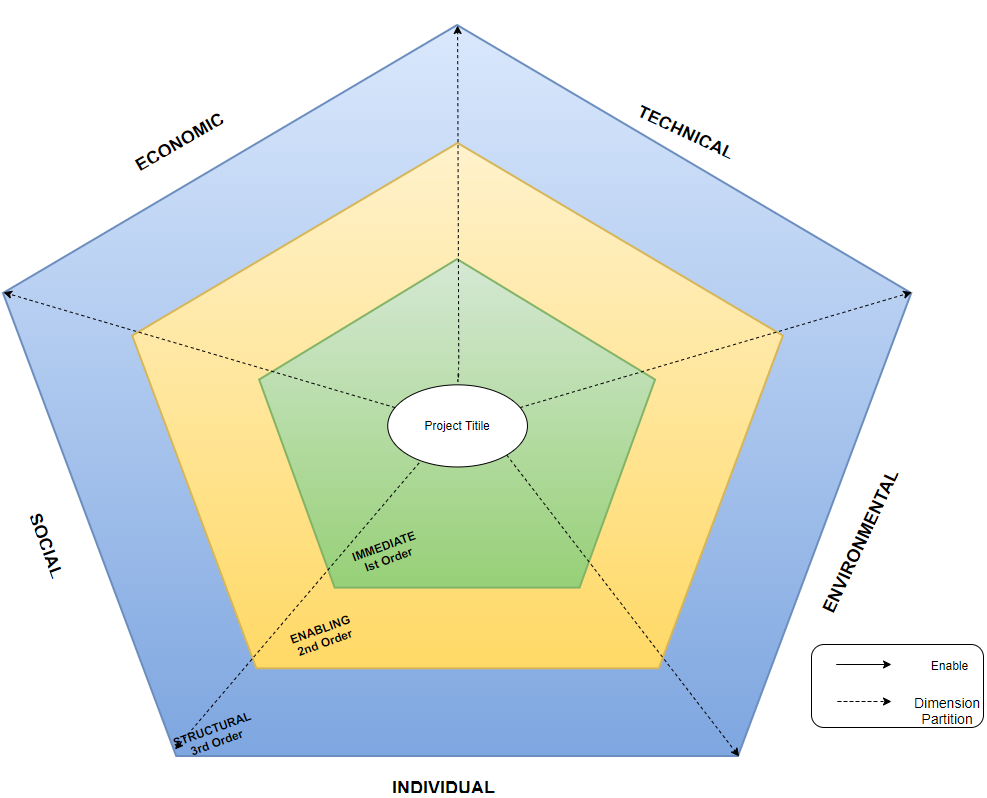 ECONOMIC
TECHNICAL
Project Titile
SOCIAL
ENVIRONMENTAL
IMMEDIATE
Ist Order
ENABLING
2nd Order
STRUCTURAL
3rd Order
Enable
Dimension
Partition
INDIVIDUAL